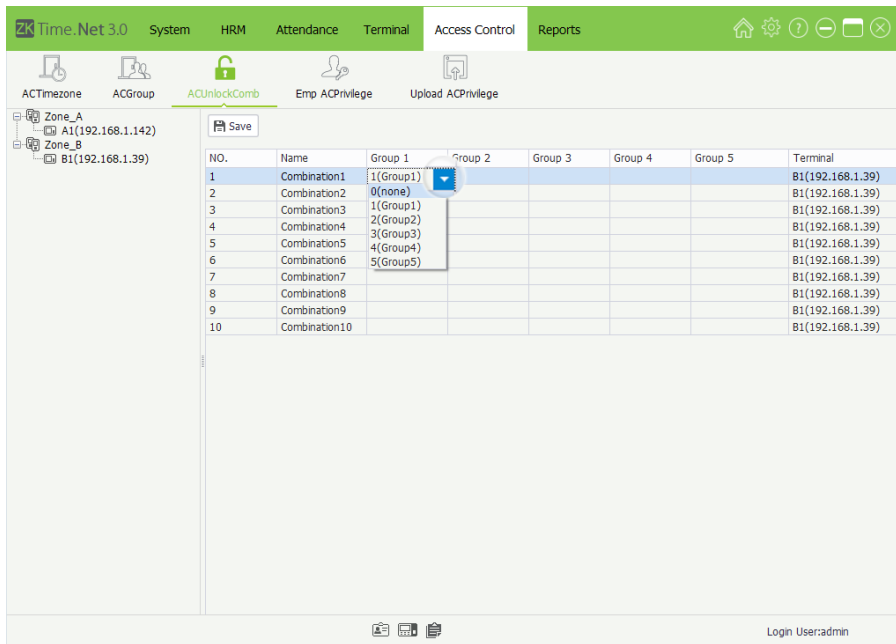 ZK Time.Net 3.0 System HRM Attendance Terminal Access Control Reports
ACTimezone ACGroup ACUnlockComb Emp ACPrivilege Upload ACPrivilege
Zone_A
A1(192.168.1.142)
Zone_B
B1(192.168.1.39)
Save
NO. Name Group 1 Group 2 Group 3 Group 4 Group 5 Terminal
1 Combination1 1(Group1) B1(192.168.1.39)
2 Combination2 0(none) B1(192.168.1.39)
3 Combination3 1(Group1) B1(192.168.1.39)
4 Combination4 2(Group2) B1(192.168.1.39)
5 Combination5 3(Group3) B1(192.168.1.39)
6 Combination6 4(Group4) B1(192.168.1.39)
5(Group5)
7 Combination7 B1(192.168.1.39)
8 Combination8 B1(192.168.1.39)
9 Combination9 B1(192.168.1.39)
10 Combination10 B1(192.168.1.39)
Login User:admin